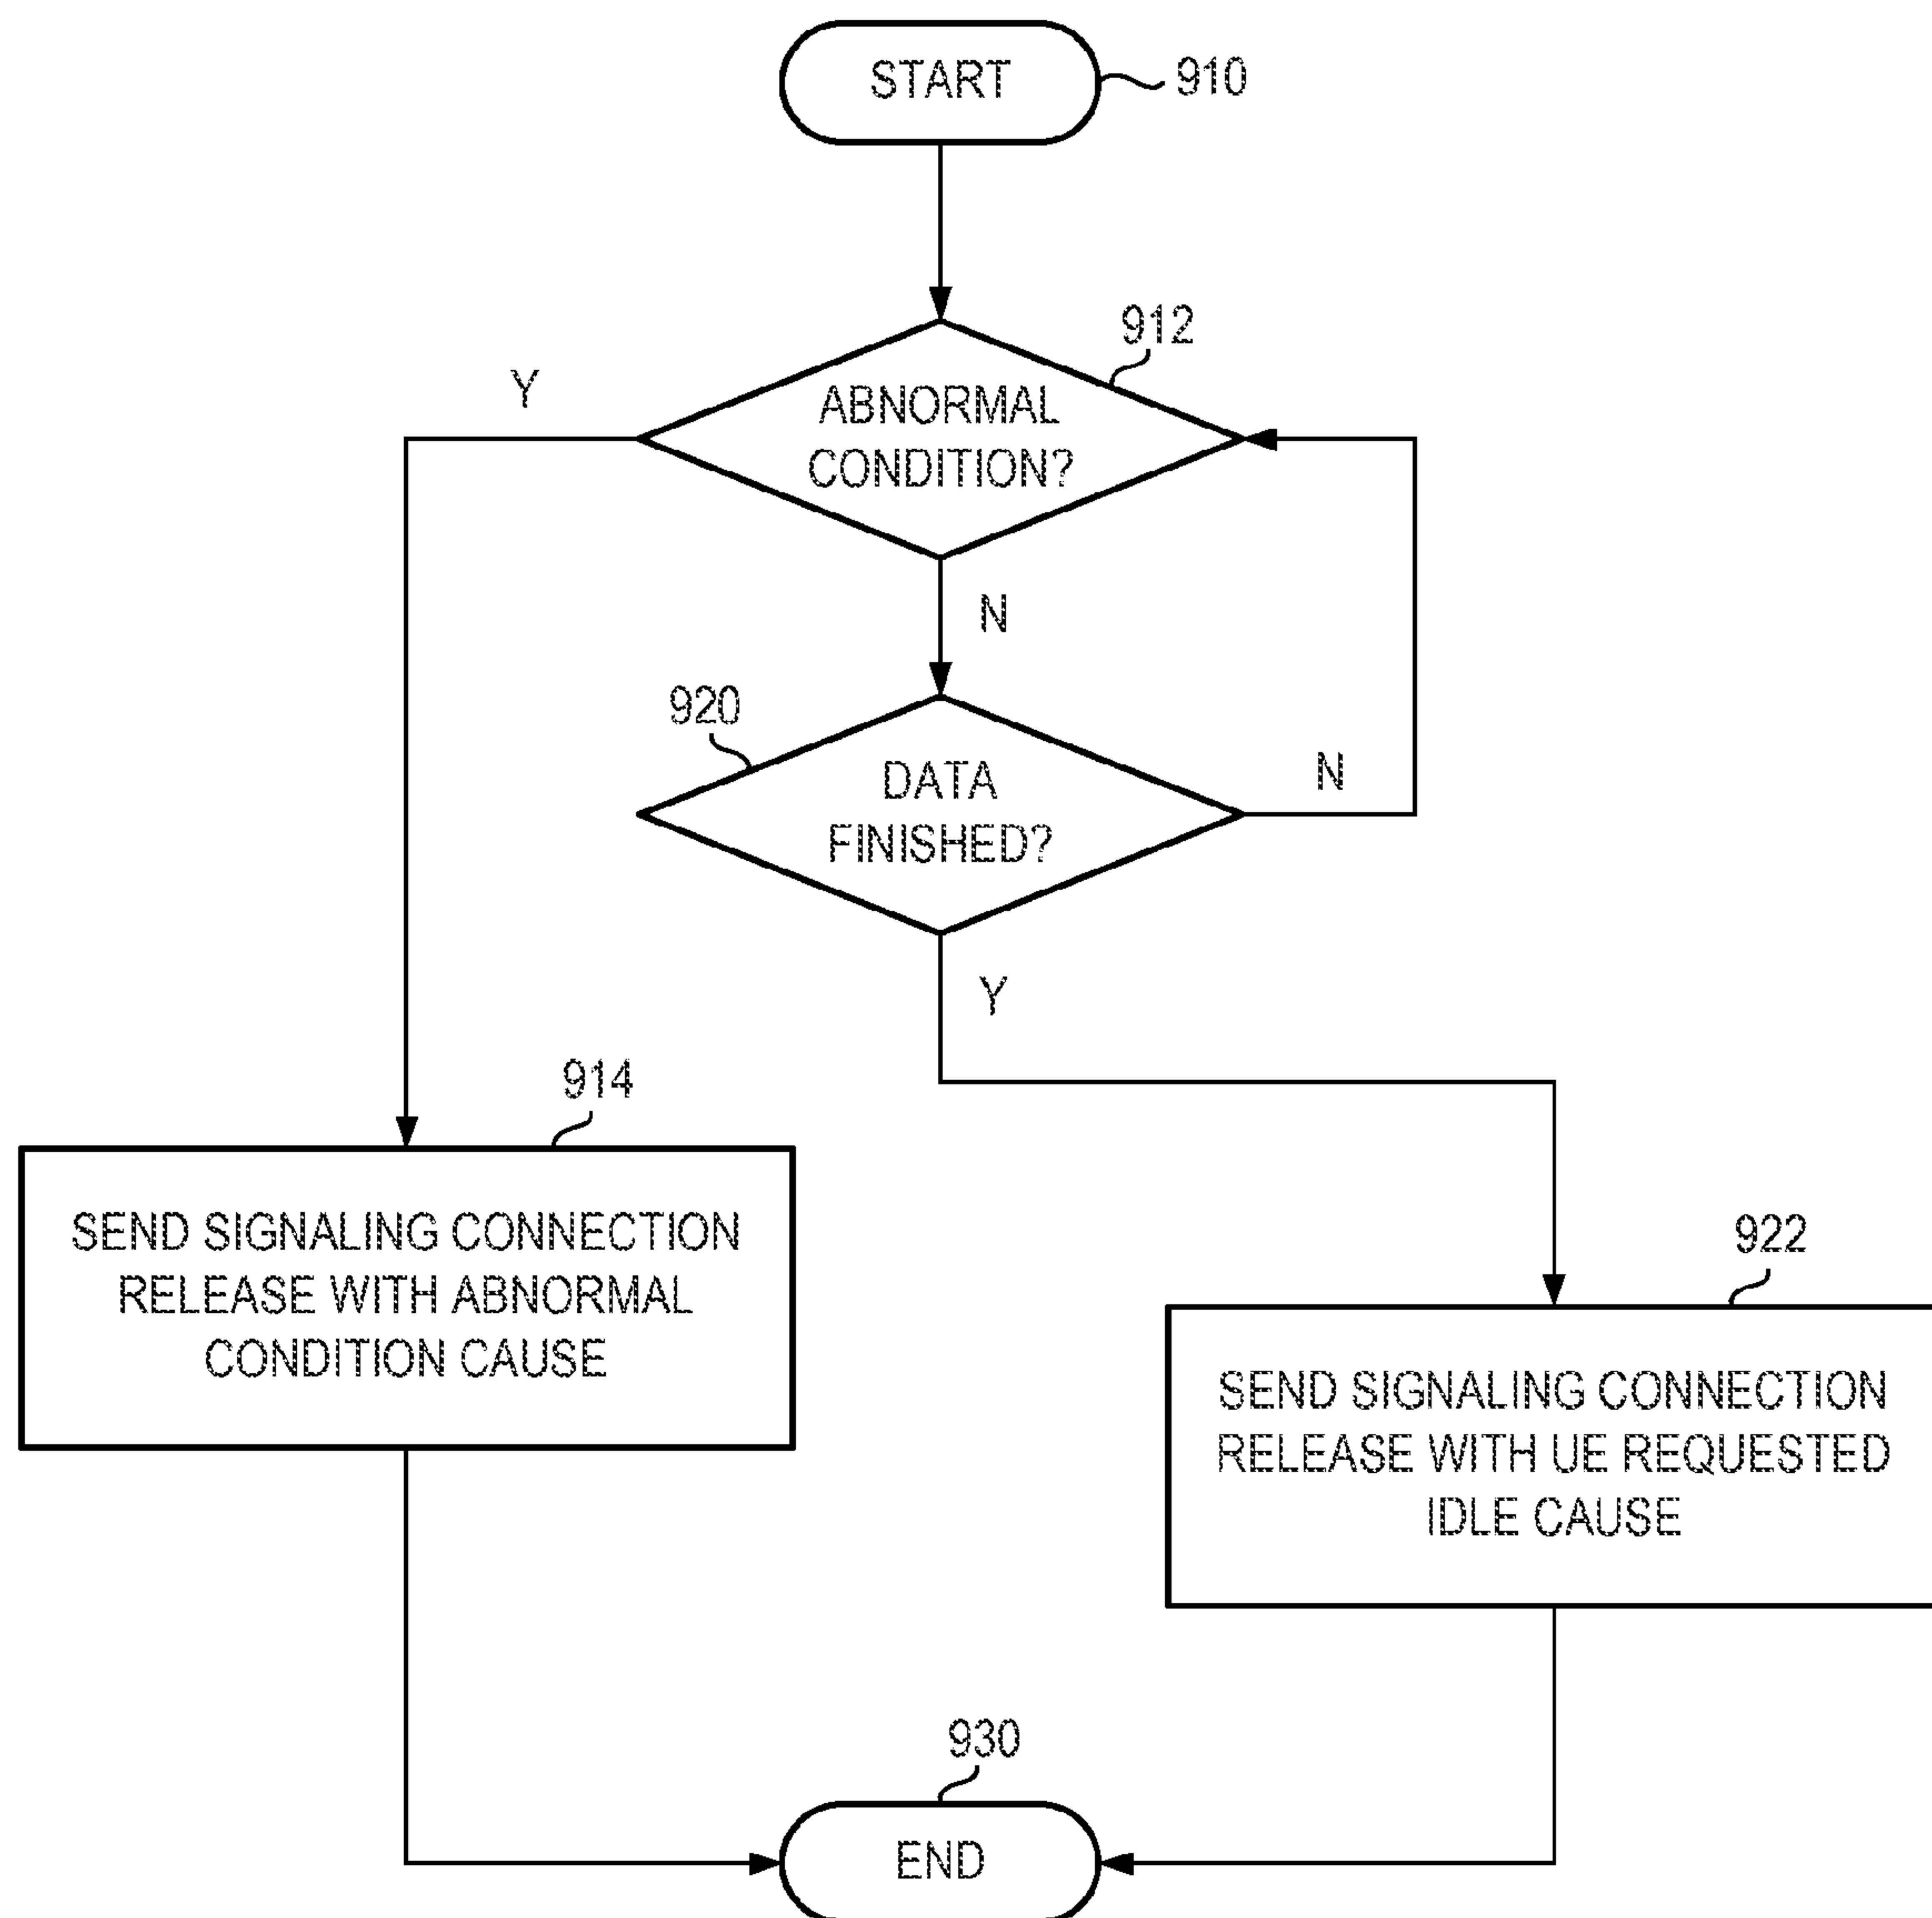 START
910
912
Y
ABNORMAL
CONDITION?
N
920
DATA
FINISHED?
N
Y
914
SEND SIGNALING CONNECTION
RELEASE WITH ABNORMAL
CONDITION CAUSE
922
SEND SIGNALING CONNECTION
RELEASE WITH UE REQUESTED
IDLE CAUSE
930
END